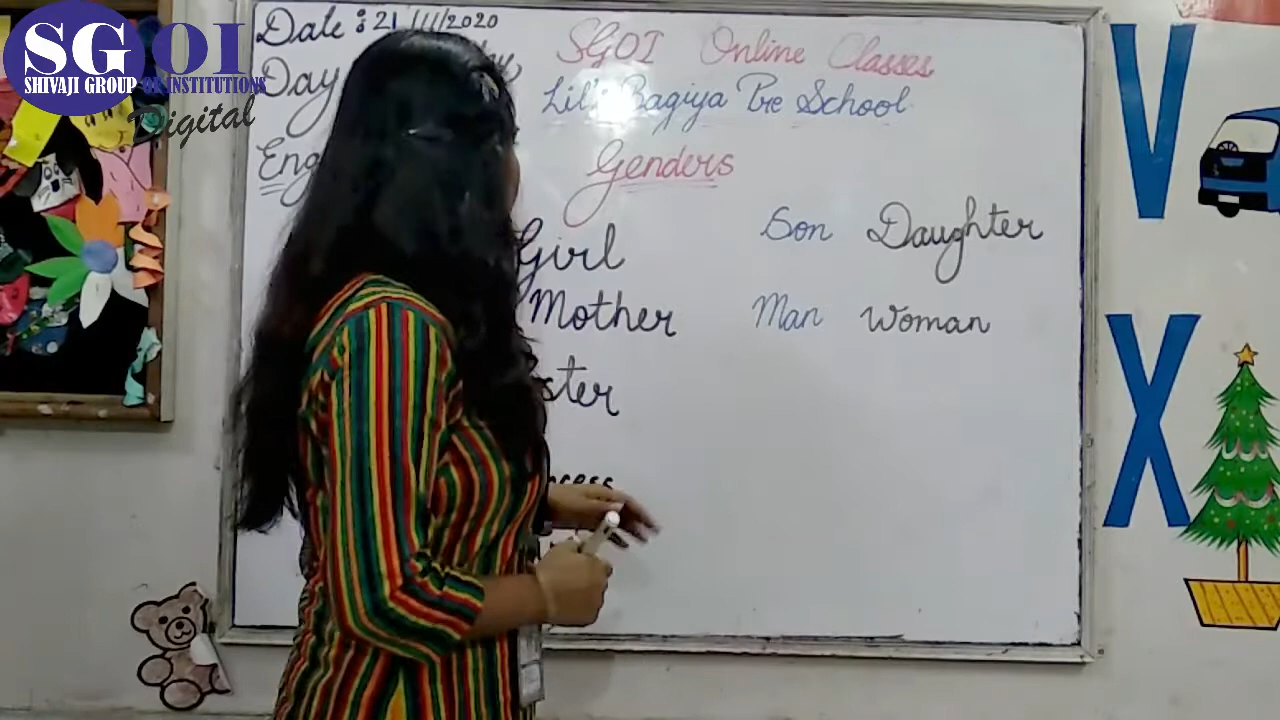 SGOI
SHIVAJI GROUP OF INSTITUTIONS
Digital
Date : 21/11/2020
Day
SGOI Online Classes
Lil's Bagiya Pre School
Eng
Genders
Girl
Son Daughter
Mother
Man Woman
ster
cess
V
X